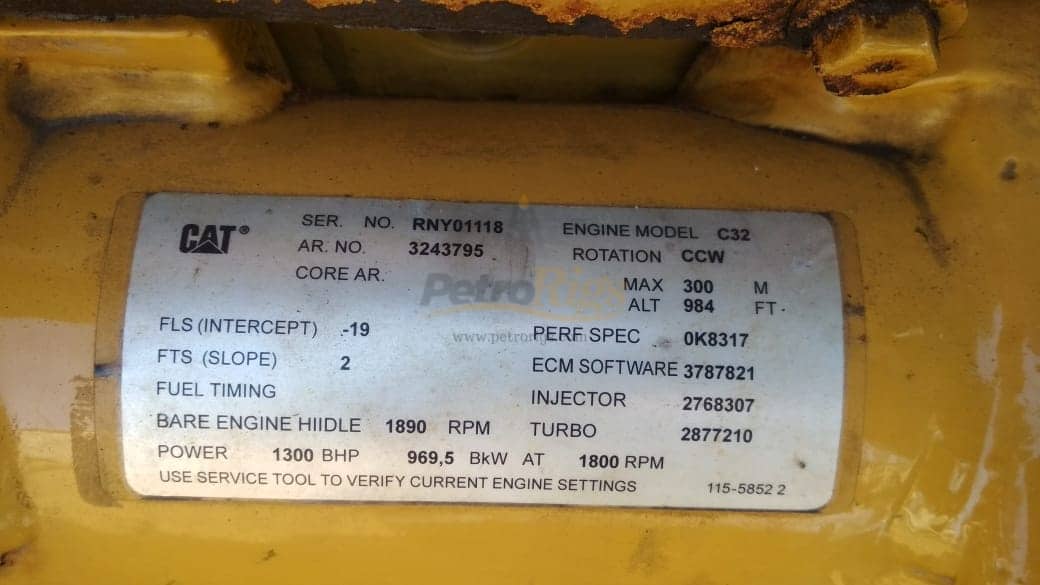 CAT® SER. NO. RNY01118 ENGINE MODEL C32
AR. NO. 3243795 ROTATION CCW
CORE AR. MAX 300 M
ALT 984 FT.
FLS (INTERCEPT) -19 PERF SPEC 0K8317
FTS (SLOPE) 2 ECM SOFTWARE 3787821
FUEL TIMING INJECTOR 2768307
BARE ENGINE HIIDLE 1890 RPM TURBO 2877210
POWER 1300 BHP 969,5 BkW AT 1800 RPM
USE SERVICE TOOL TO VERIFY CURRENT ENGINE SETTINGS 115-5852 2
PetroRigs
www.petrorigs.com